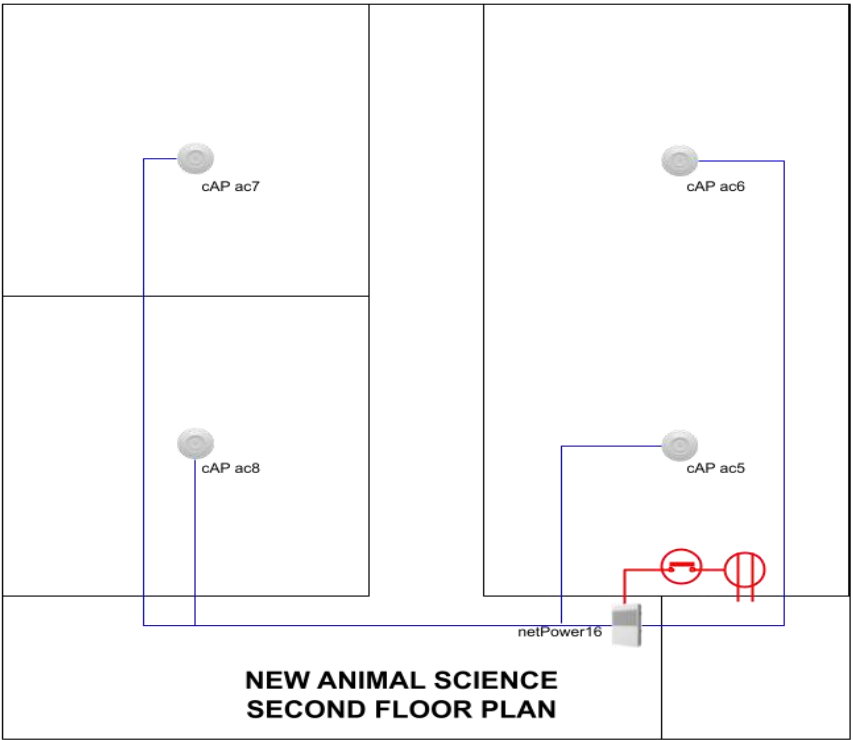 cAP ac7
cAP ac6
cAP ac8
cAP ac5
netPower16
NEW ANIMAL SCIENCE
SECOND FLOOR PLAN